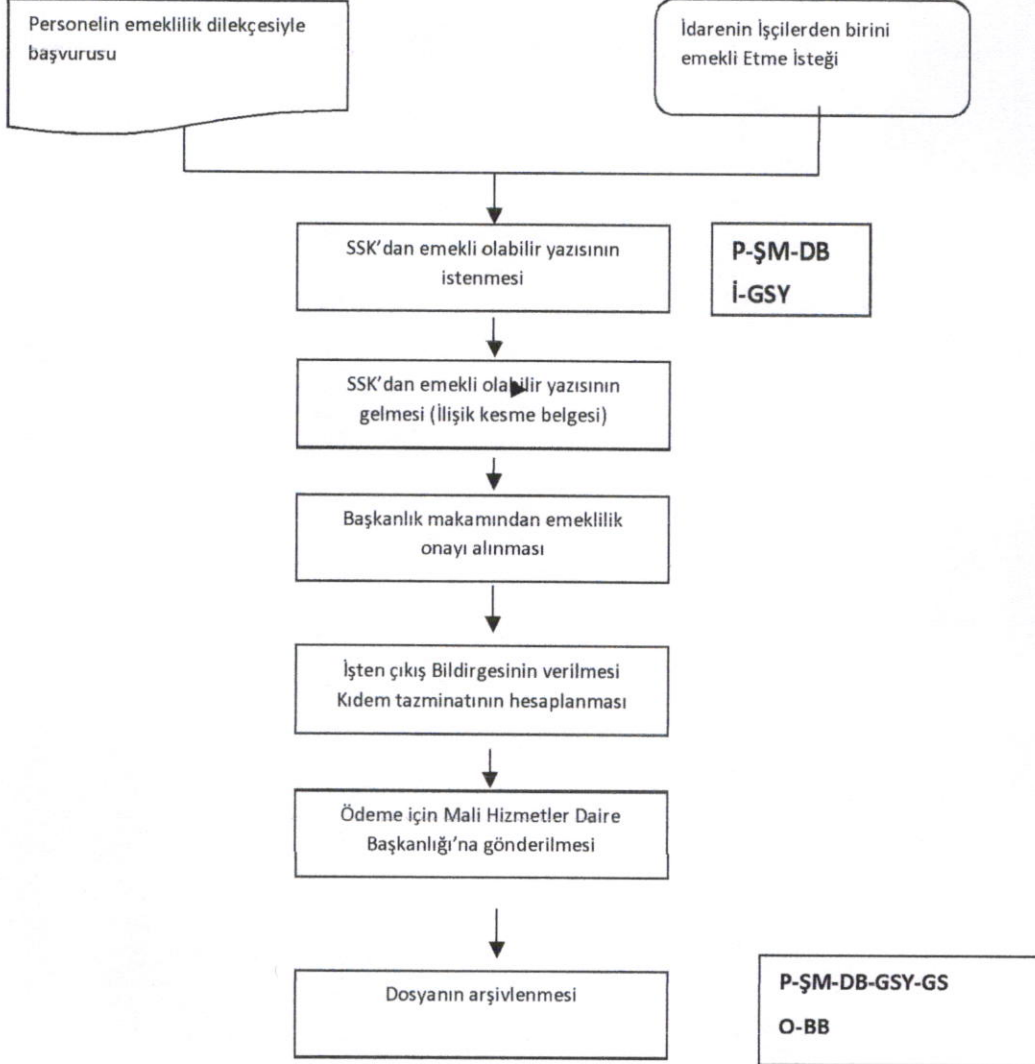 Personelin emeklilik dilekçesiyle
başvurusu
İdarenin İşçilerden birini
emekli Etme İsteği
SSK'dan emekli olabilir yazısının
istenmesi
P-ŞM-DB
İ-GSY
SSK'dan emekli olabilir yazısının
gelmesi (İlişik kesme belgesi)
Başkanlık makamından emeklilik
onayı alınması
İşten çıkış Bildirgesinin verilmesi
Kıdem tazminatının hesaplanması
Ödeme için Mali Hizmetler Daire
Başkanlığı'na gönderilmesi
Dosyanın arşivlenmesi
P-ŞM-DB-GSY-GS
O-BB